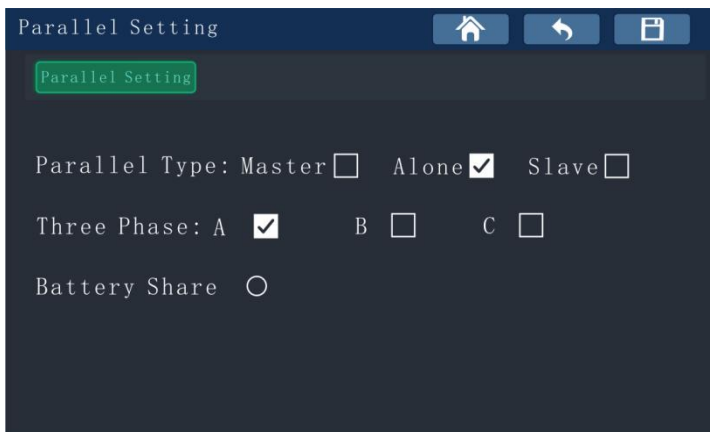 Parallel Setting
Parallel Setting
Parallel Type: Master Alone Slave
Three Phase: A B C
Battery Share